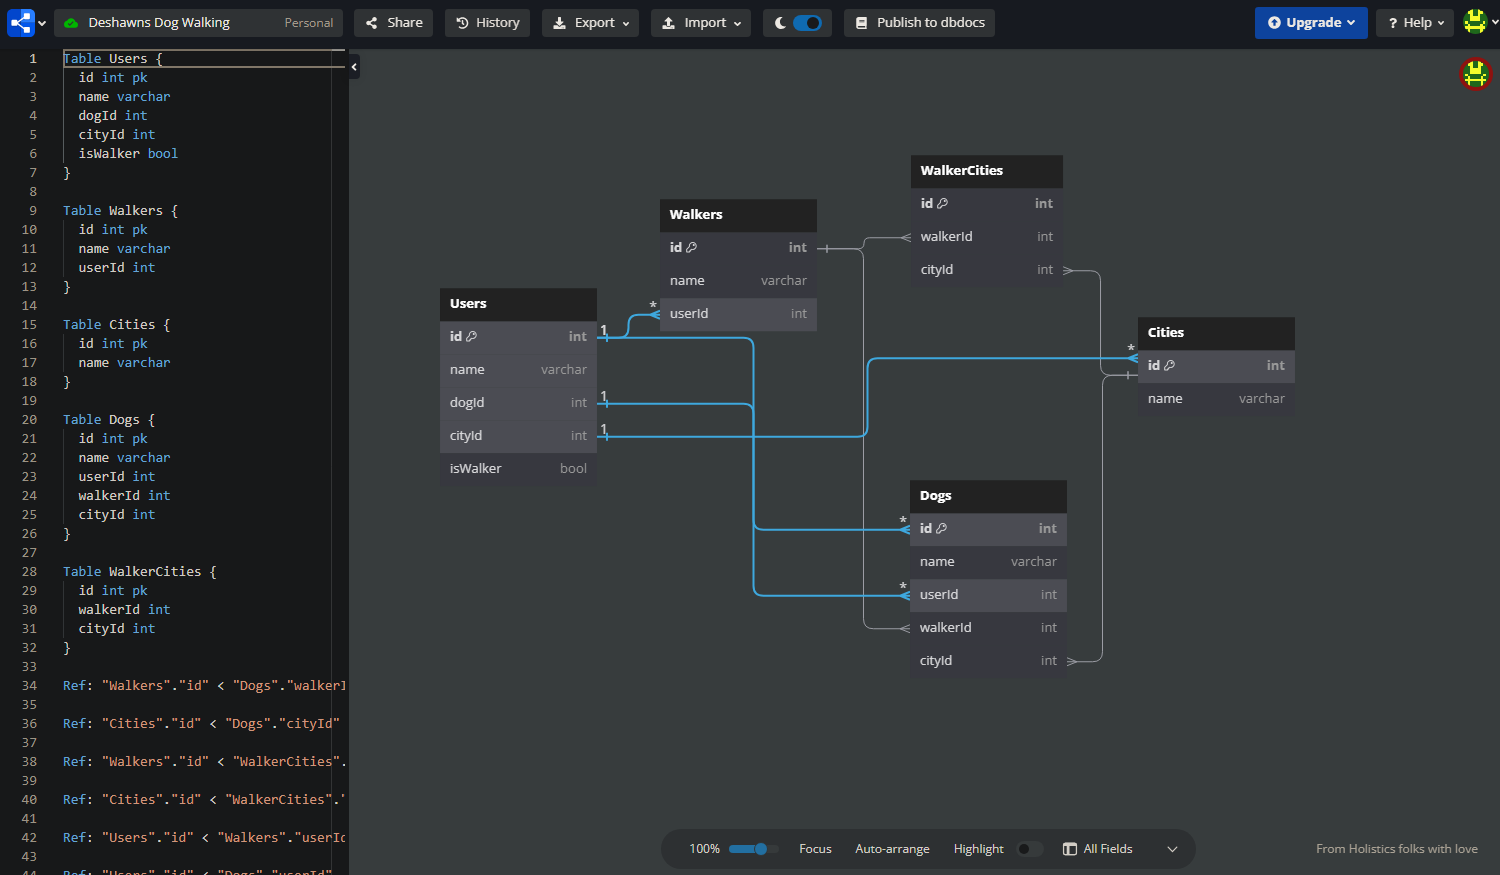 Deshawns Dog Walking Personal Share History Export Import Publish to dbdocs Upgrade ? Help
1 Table Users {
2 id int pk
3 name varchar
4 dogId int
5 cityId int
6 isWalker bool
7 }
8
9 Table Walkers {
10 id int pk
11 name varchar
12 userId int
13 }
14
15 Table Cities {
16 id int pk
17 name varchar
18 }
19
20 Table Dogs {
21 id int pk
22 name varchar
23 userId int
24 walkerId int
25 cityId int
26 }
27
28 Table WalkerCities {
29 id int pk
30 walkerId int
31 cityId int
32 }
33
34 Ref: "Walkers"."id" < "Dogs"."walkerI
35
36 Ref: "Cities"."id" < "Dogs"."cityId"
37
38 Ref: "Walkers"."id" < "WalkerCities".
39
40 Ref: "Cities"."id" < "WalkerCities"."
41
42 Ref: "Users"."id" < "Walkers"."userId
43
44 Ref: "Users"."id" < "Dogs"."userId"
Users
id int
name varchar
dogId int
cityId int
isWalker bool
1
1
1
Walkers
id int
name varchar
* userId int
WalkerCities
id int
walkerId int
cityId int
Cities
* id int
name varchar
Dogs
* id int
name varchar
* userId int
walkerId int
cityId int
100% Focus Auto-arrange Highlight All Fields
From Holistics folks with love